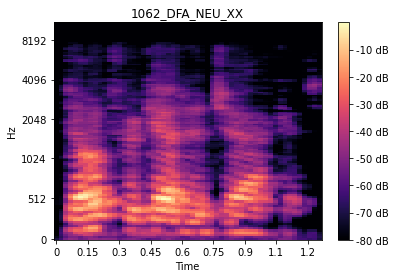 1062_DFA_NEU_XX
8192
4096
2048
1024
512
0
Hz
0 0.15 0.3 0.45 0.6 0.75 0.9 1.05 1.2
Time
-10 dB
-20 dB
-30 dB
-40 dB
-50 dB
-60 dB
-70 dB
-80 dB